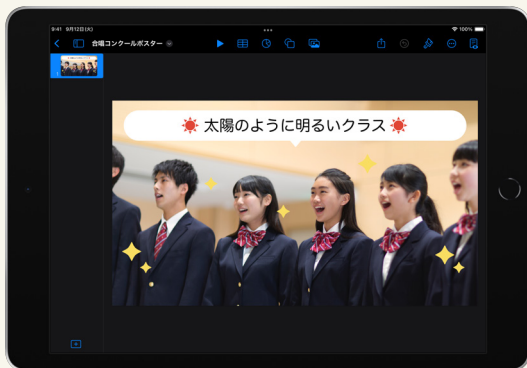 9:41 9月12日(火)
100%
合唱コンクールポスター
太陽のように明るいクラス
1